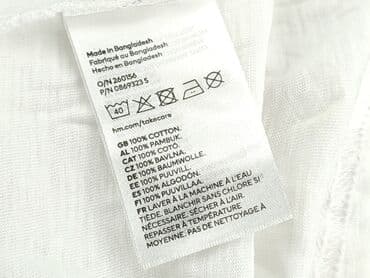 Made in Bangladesh
Fabriqué au Bangladesh
Hecho en Bangladesh
O/N 260156
P/N 0869323 S
40
hm.com/takecare
GB 100% COTTON.
AL 100% PAMBUK.
CAT 100% COTÓ.
CZ 100% BAVLNA.
DE 100% BAUMWOLLE.
EE 100% PUUVILL.
ES 100% ALGODÓN.
FI 100% PUUVILLAA.
FR LAVER À LA MACHINE À L'EAU
TIÈDE. BLANCHIR SANS CHLORE SI
NÉCESSAIRE. SÉCHER À L'AIR.
REPASSER À TEMPÉRATURE
MOYENNE. PAS DE NETTOYAGE À